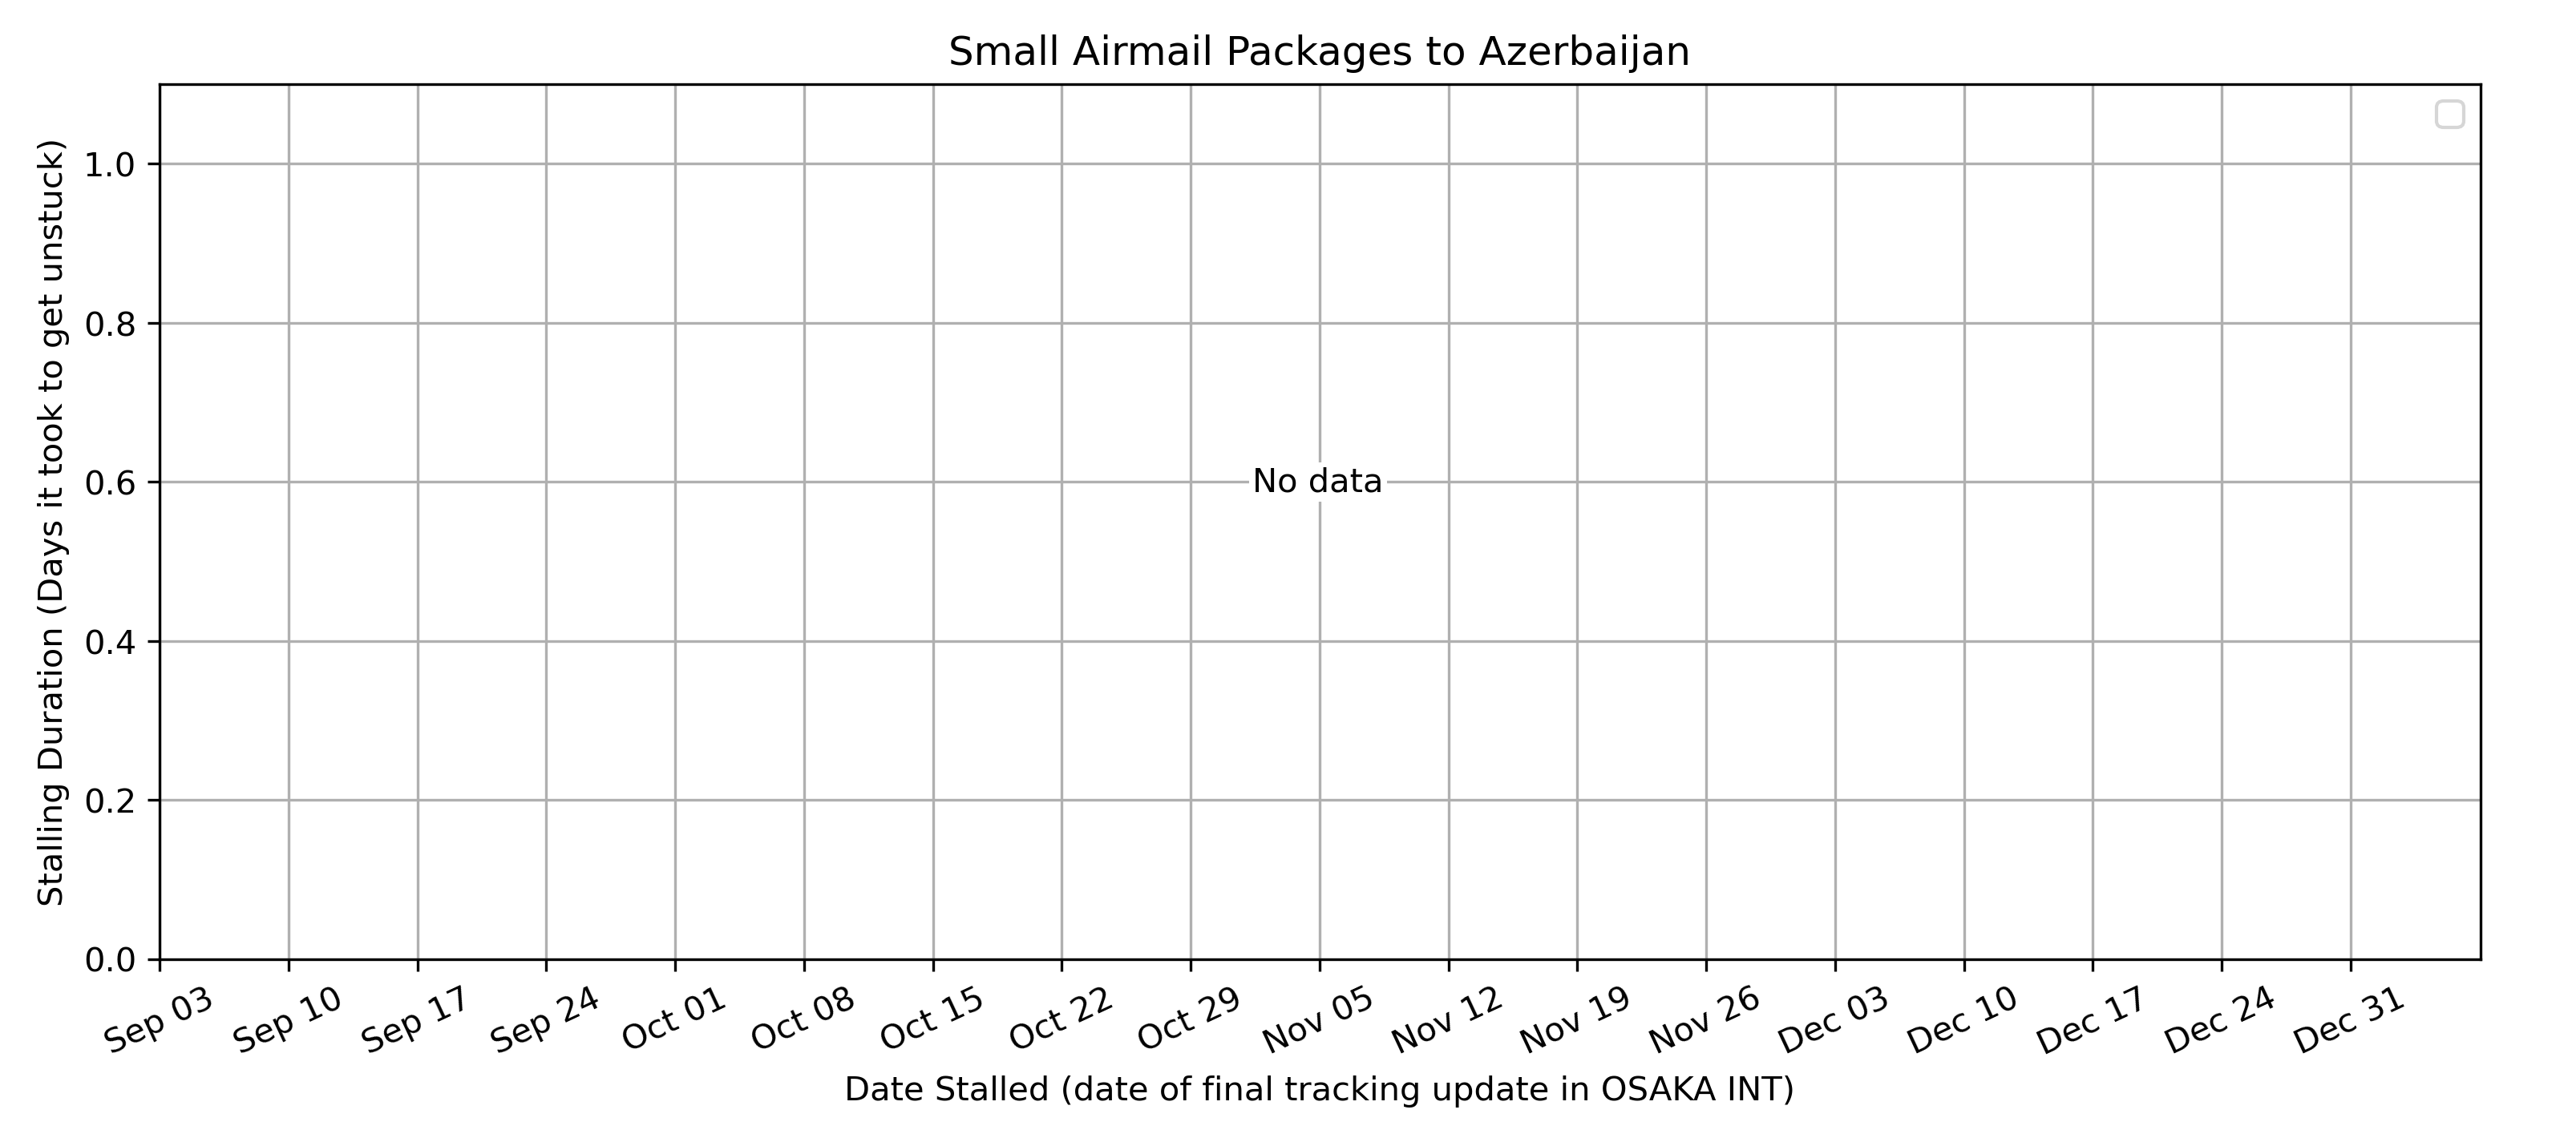 Small Airmail Packages to Azerbaijan
Stalling Duration (Days it took to get unstuck)
1.0
0.8
0.6
0.4
0.2
0.0
No data
Sep 03
Sep 10
Sep 17
Sep 24
Oct 01
Oct 08
Oct 15
Oct 22
Oct 29
Nov 05
Nov 12
Nov 19
Nov 26
Dec 03
Dec 10
Dec 17
Dec 24
Dec 31
Date Stalled (date of final tracking update in OSAKA INT)